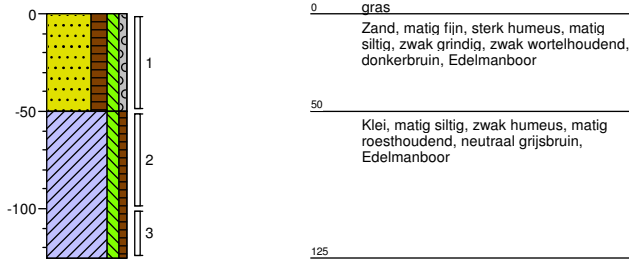 0
-50
-100
1
2
3
0
gras
Zand, matig fijn, sterk humeus, matig
siltig, zwak grindig, zwak wortelhoudend,
donkerbruin, Edelmanboor
50
Klei, matig siltig, zwak humeus, matig
roesthoudend, neutraal grijsbruin,
Edelmanboor
125